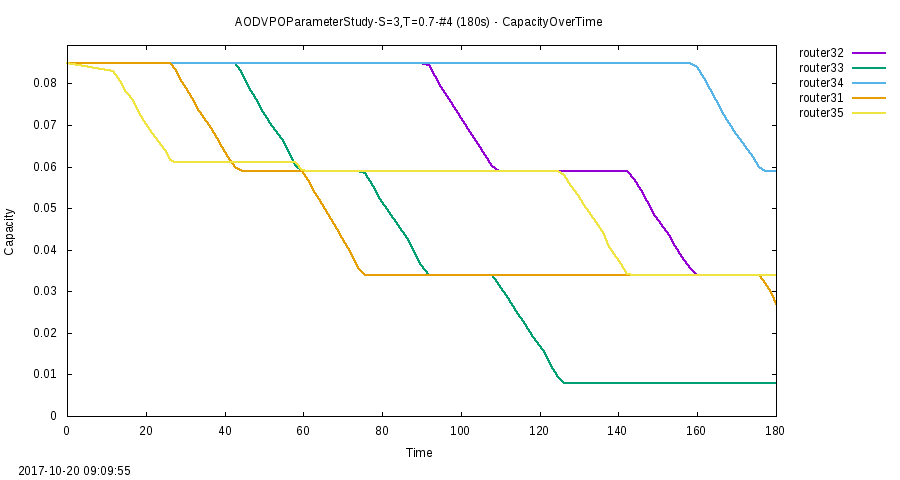 AODVPOParameterStudy-S=3,T=0.7-#4 (180s) - CapacityOverTime
router32
router33
router34
router31
router35
0.08
0.07
0.06
0.05
0.04
0.03
0.02
0.01
0
Capacity
0 20 40 60 80 100 120 140 160 180
Time
2017-10-20 09:09:55